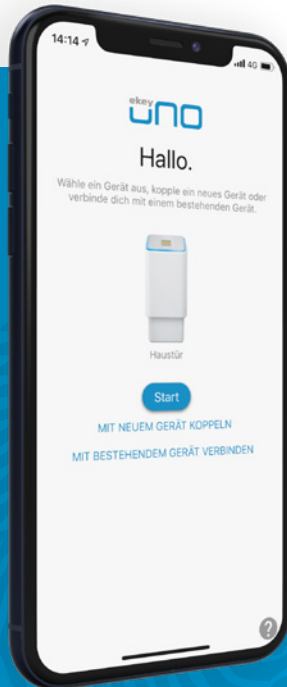 14:14
4G
ekey
uno
Hallo.
Wähle ein Gerät aus, kopple ein neues Gerät oder
verbinde dich mit einem bestehenden Gerät.
Haustür
Start
MIT NEUEM GERÄT KOPPELN
MIT BESTEHENDEM GERÄT VERBINDEN
?